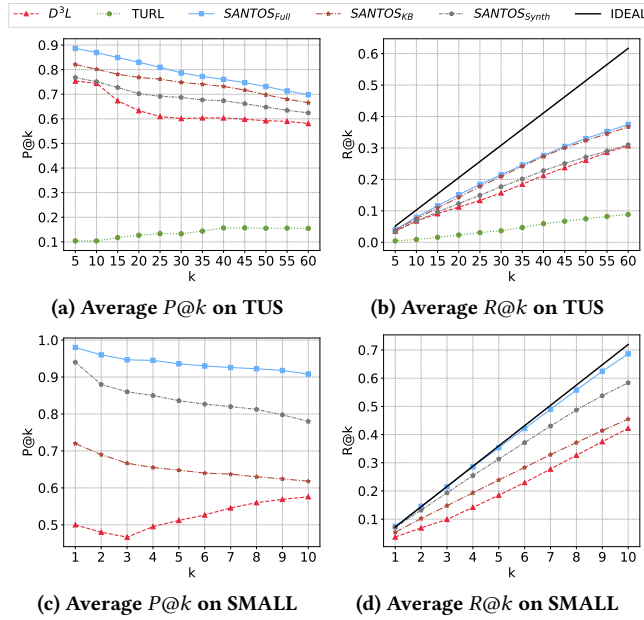 D³L TURL SANTOS_Full SANTOS_KB SANTOS_Synth IDEAL
P@k
0.9
0.8
0.7
0.6
0.5
0.4
0.3
0.2
0.1
5 10 15 20 25 30 35 40 45 50 55 60
k
(a) Average P@k on TUS
R@k
0.6
0.5
0.4
0.3
0.2
0.1
0.0
5 10 15 20 25 30 35 40 45 50 55 60
k
(b) Average R@k on TUS
P@k
1.0
0.9
0.8
0.7
0.6
0.5
1 2 3 4 5 6 7 8 9 10
k
(c) Average P@k on SMALL
R@k
0.7
0.6
0.5
0.4
0.3
0.2
0.1
1 2 3 4 5 6 7 8 9 10
k
(d) Average R@k on SMALL